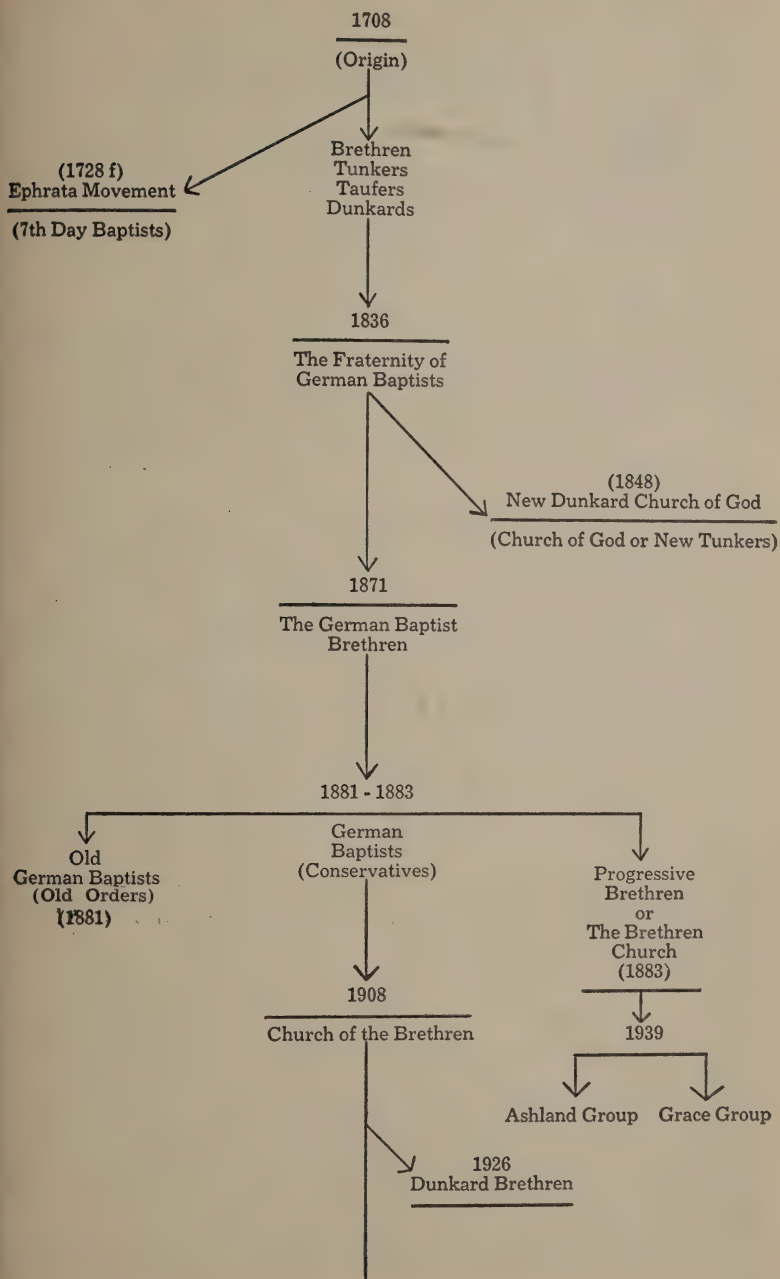 1708
(Origin)
Brethren
Tunkers
Taufers
Dunkards
(1728 f)
Ephrata Movement
(7th Day Baptists)
1836
The Fraternity of
German Baptists
(1848)
New Dunkard Church of God
(Church of God or New Tunkers)
1871
The German Baptist
Brethren
1881 - 1883
Old
German Baptists
(Old Orders)
(1881)
German
Baptists
(Conservatives)
Progressive
Brethren
or
The Brethren
Church
(1883)
1908
Church of the Brethren
1939
Ashland Group
Grace Group
1926
Dunkard Brethren